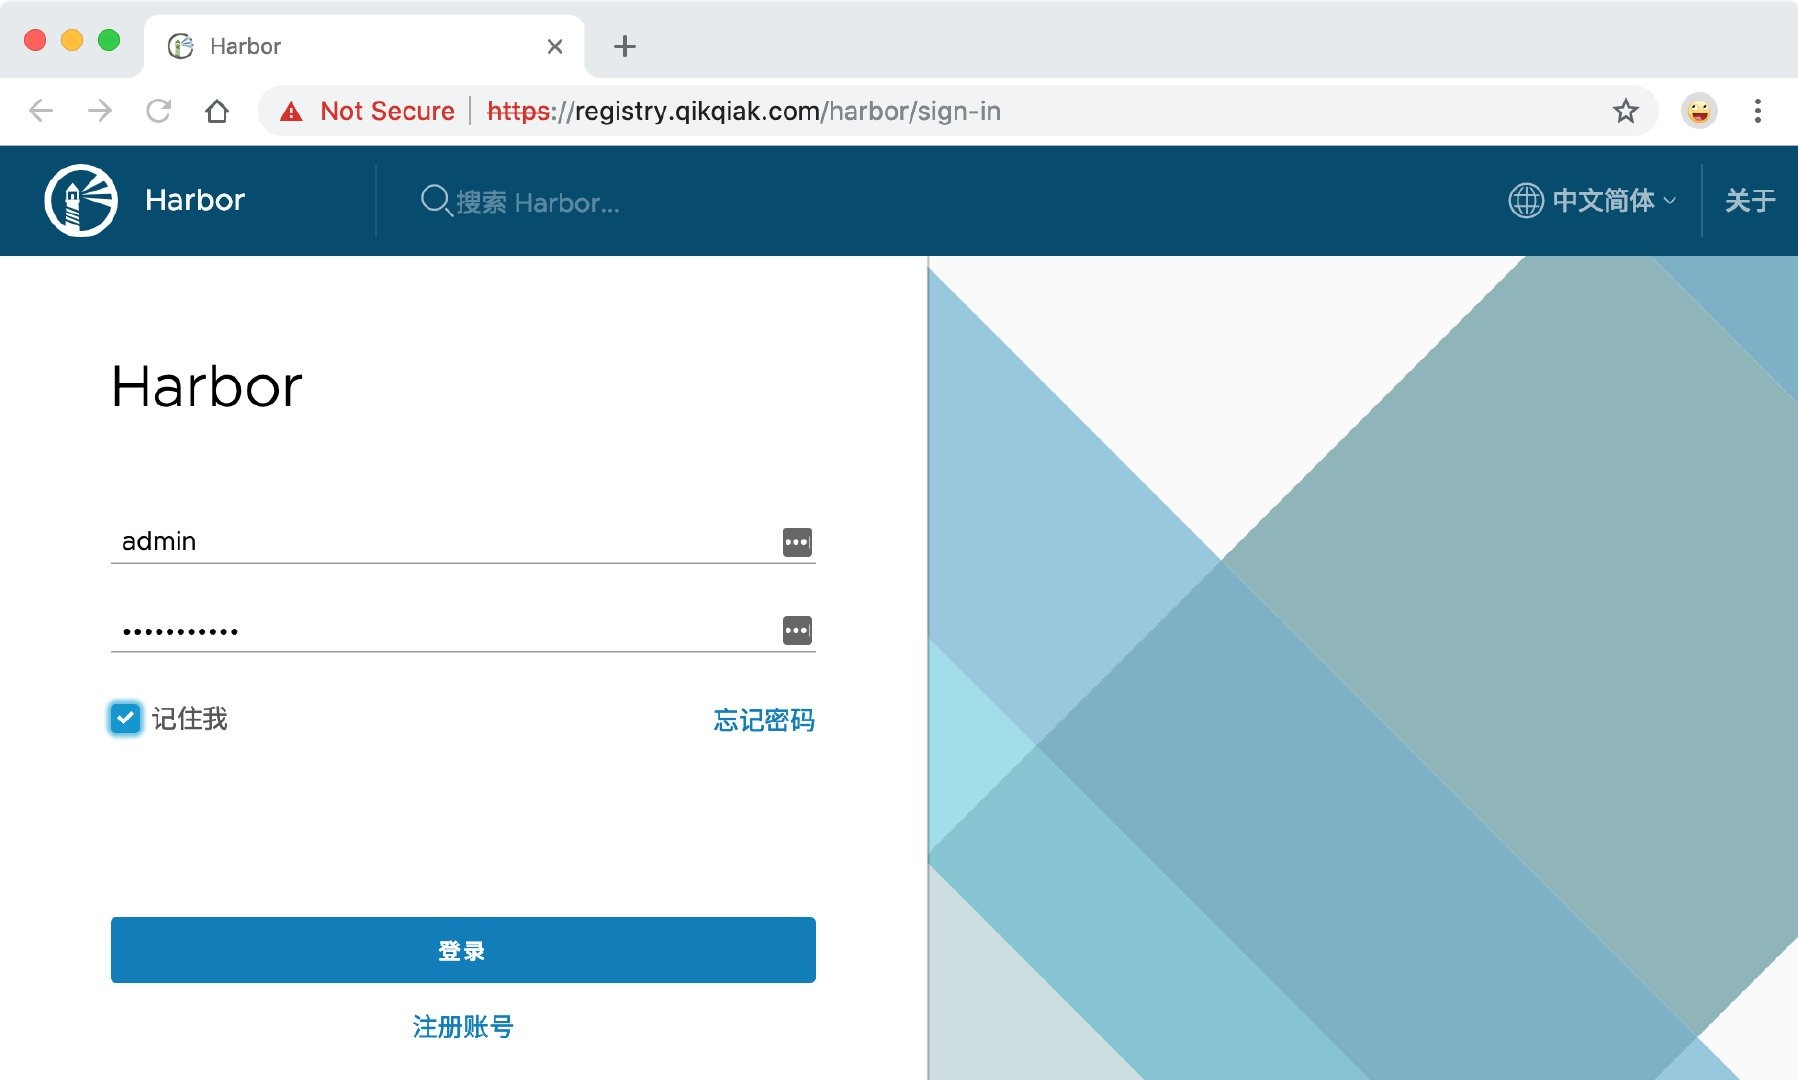 Harbor
Not Secure https://registry.qikqiak.com/harbor/sign-in
Harbor
搜索 Harbor...
中文简体
关于
Harbor
admin
•••••••••••
记住我
忘记密码
登录
注册账号